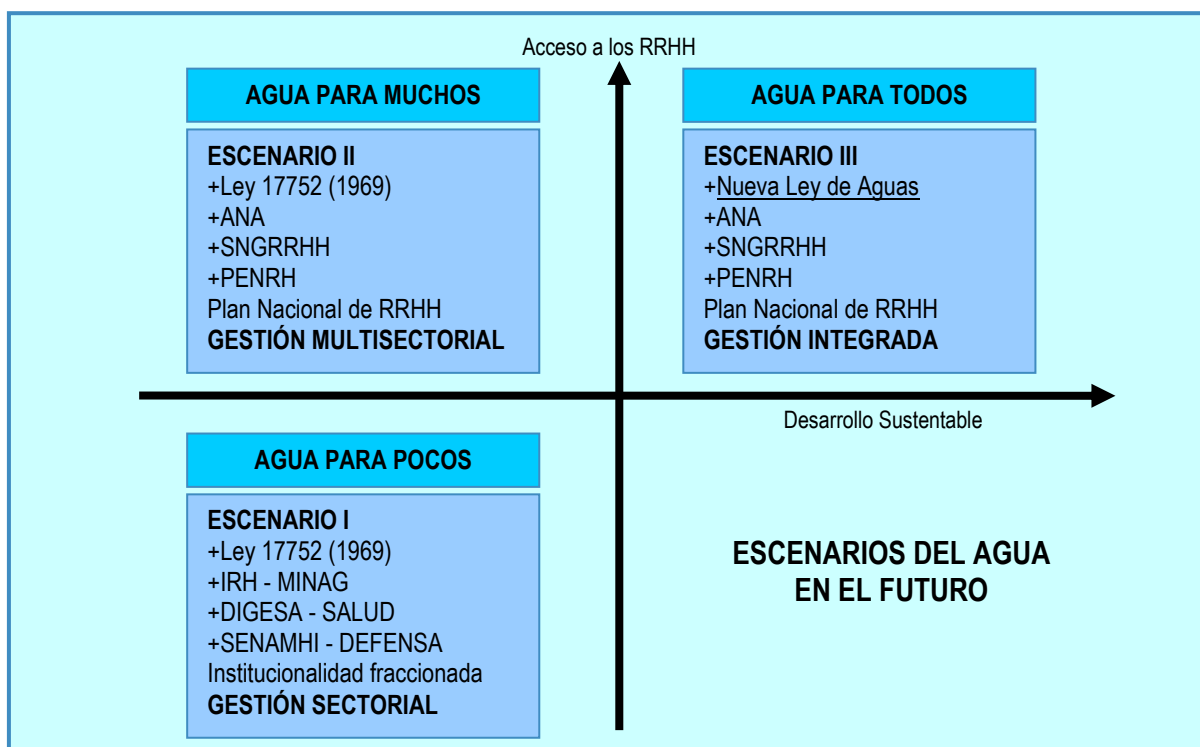 Acceso a los RRHH
AGUA PARA MUCHOS
ESCENARIO II
+Ley 17752 (1969)
+ANA
+SNGRRHH
+PENRH
Plan Nacional de RRHH
GESTIÓN MULTISECTORIAL
AGUA PARA TODOS
ESCENARIO III
+Nueva Ley de Aguas
+ANA
+SNGRRHH
+PENRH
Plan Nacional de RRHH
GESTIÓN INTEGRADA
Desarrollo Sustentable
AGUA PARA POCOS
ESCENARIO I
+Ley 17752 (1969)
+IRH - MINAG
+DIGESA - SALUD
+SENAMHI - DEFENSA
Institucionalidad fraccionada
GESTIÓN SECTORIAL
ESCENARIOS DEL AGUA
EN EL FUTURO